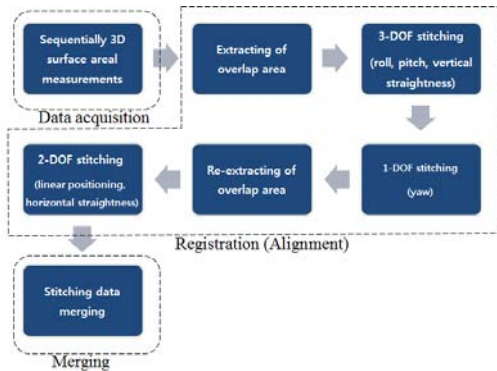 Sequentially 3D
surface areal
measurements
Data acquisition
Extracting of
overlap area
3-DOF stitching
(roll, pitch, vertical
straightness)
1-DOF stitching
(yaw)
Re-extracting of
overlap area
2-DOF stitching
(linear positioning,
horizontal straightness)
Registration (Alignment)
Stitching data
merging
Merging